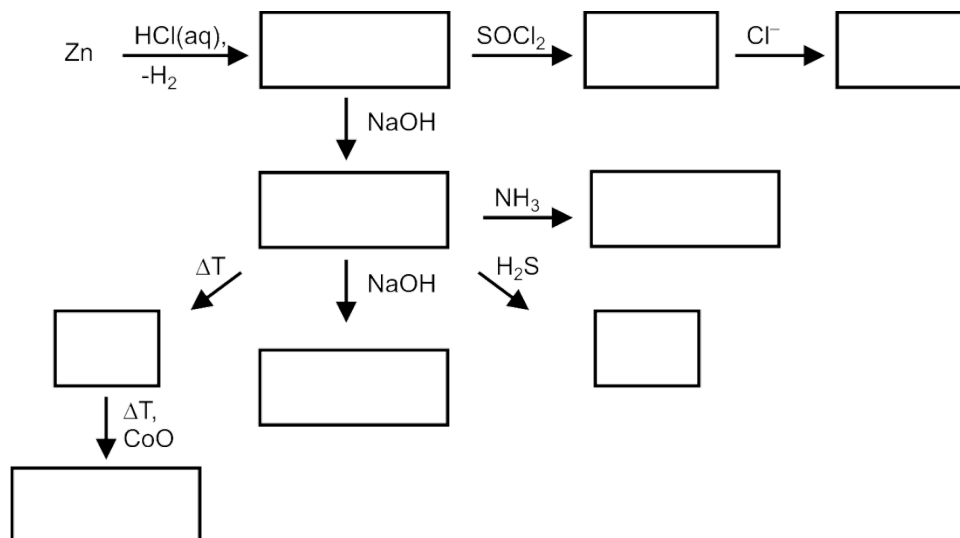 Zn
HCl(aq),
-H₂
SOCl₂
Cl⁻
NaOH
NH₃
ΔT
NaOH
H₂S
ΔT,
CoO